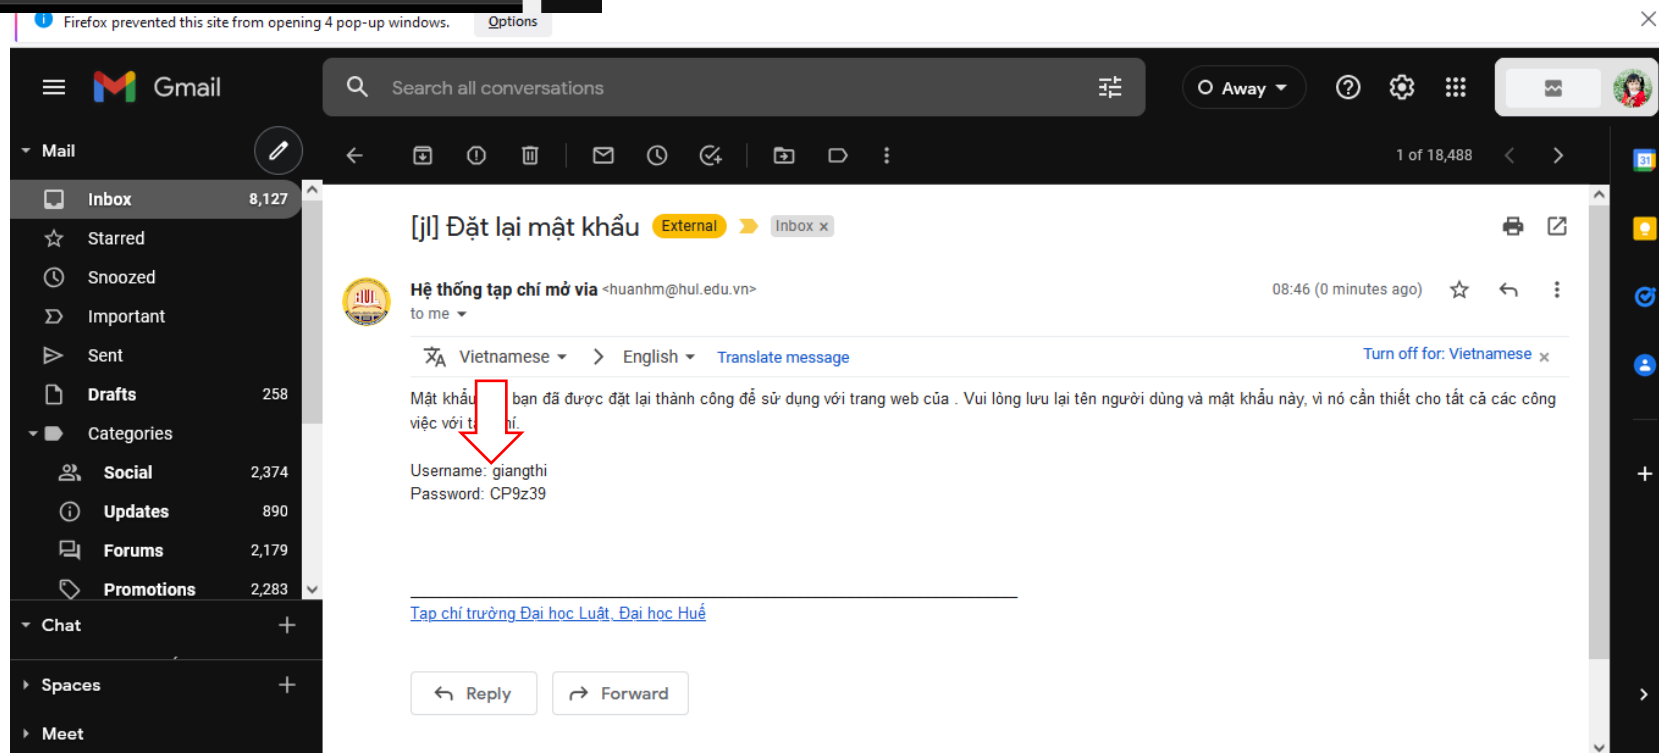 Firefox prevented this site from opening 4 pop-up windows. Options
Gmail
Search all conversations
Away
Mail
1 of 18,488
Inbox 8,127
Starred
Snoozed
Important
Sent
Drafts 258
Categories
Social 2,374
Updates 890
Forums 2,179
Promotions 2,283
Chat
Spaces
Meet
[jl] Đặt lại mật khẩu External Inbox x
HUL
Hệ thống tạp chí mở via <huanhm@hul.edu.vn>
08:46 (0 minutes ago)
to me
Vietnamese > English Translate message
Turn off for: Vietnamese x
Mật khẩu bạn đã được đặt lại thành công để sử dụng với trang web của . Vui lòng lưu lại tên người dùng và mật khẩu này, vì nó cần thiết cho tất cả các công
việc với
Username: giangthi
Password: CP9z39
Tạp chí trường Đại học Luật, Đại học Huế
Reply Forward
31